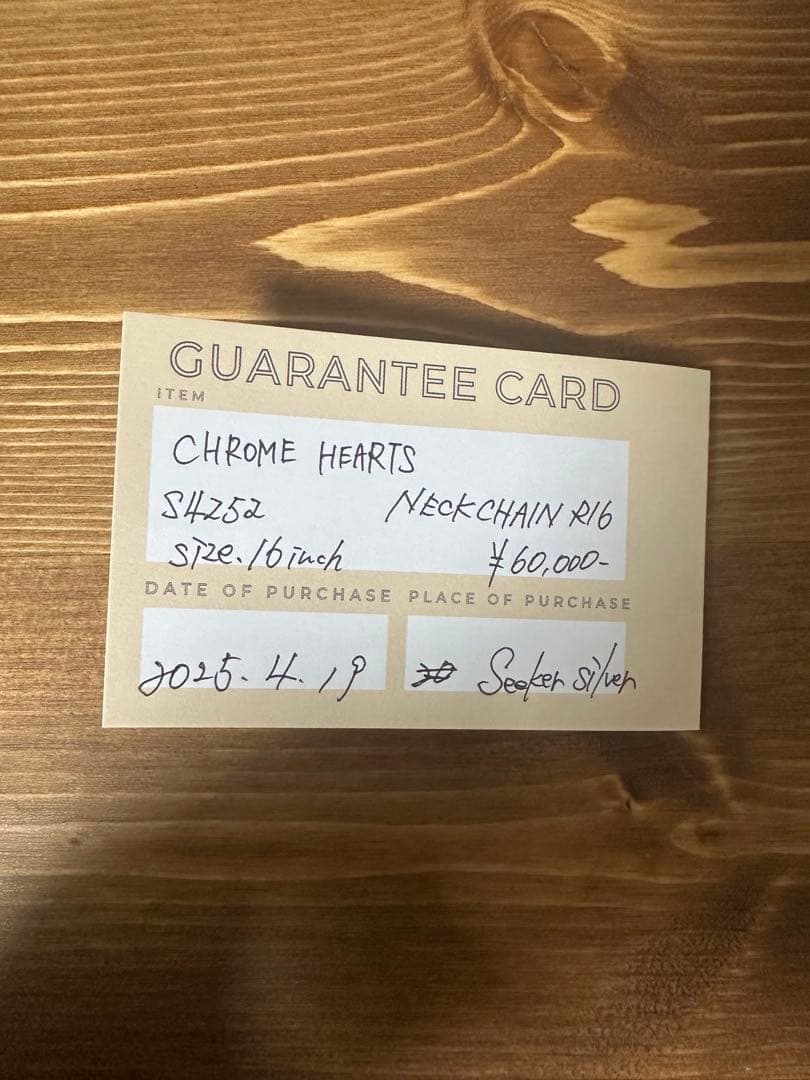 GUARANTEE CARD
ITEM
CHROME HEARTS
S4252 NECKCHAIN R16
size.16inch ¥60,000-
DATE OF PURCHASE PLACE OF PURCHASE
2025.4.19 Seeker silver